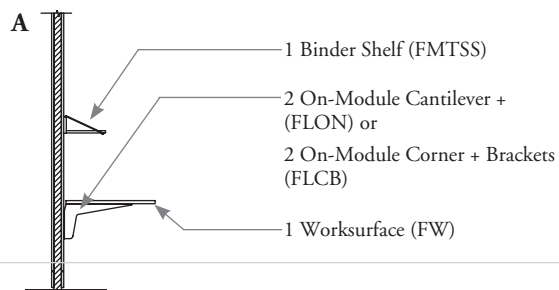 A
1 Binder Shelf (FMTSS)
2 On-Module Cantilever +
(FLON) or
2 On-Module Corner + Brackets
(FLCB)
1 Worksurface (FW)